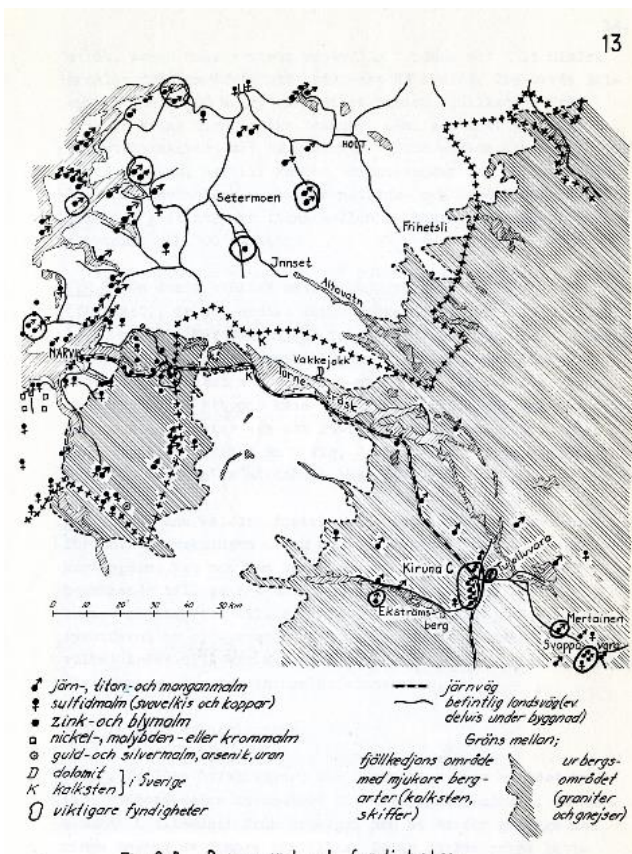 13
HOLT.
Setermoen
Frihetsli
Innset
Altevatn
NARVIK
K
K
Vakkejokk
D
Torne träsk
K
Kiruna C
Tuolluvara
Ekströms-
berg
Mertainen
Svappavara
0 10 20 30 40 50 km
järn-, titan- och manganmalm
sulfidmalm (svavelkis och koppar)
zink- och blymalm
nickel-, molybden- eller krommalm
guld- och silvermalm, arsenik, uran
D dolomit
K kalksten
i Sverige
viktigare fyndigheter
järnväg
befintlig landsväg (ev
delvis under byggnad)
Gräns mellan;
fjällkedjans område
med mjukare berg-
arter (kalksten,
skiffer)
urbergs-
området
(graniter
och gnejser)